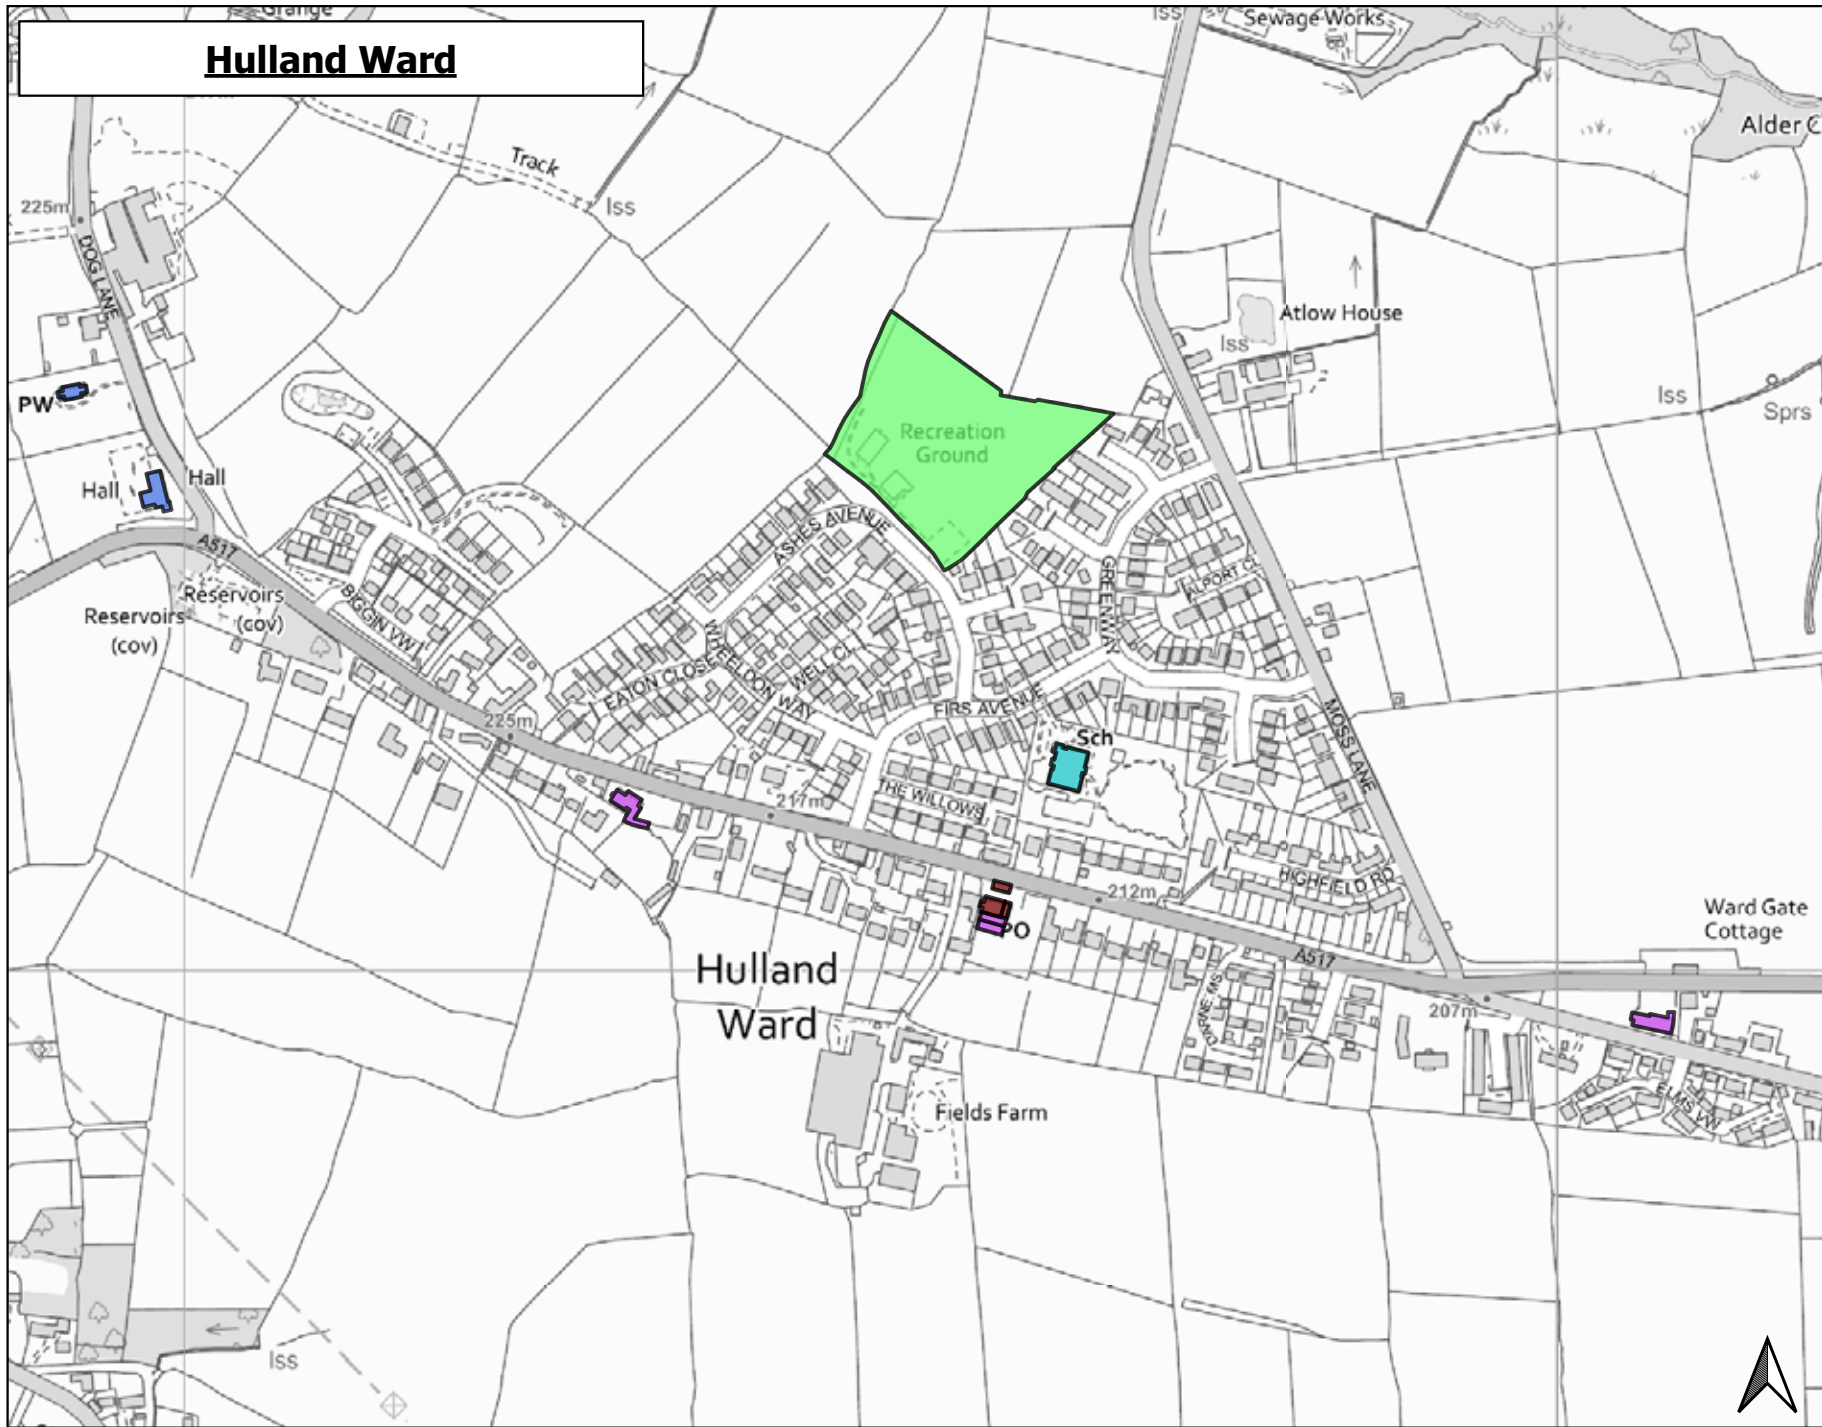 Hulland Ward
Grange
Iss
Sewage Works
Alder C
Track
Iss
225m
DOG LANE
Atlow House
Iss
Iss
Sprs
PW
Recreation
Ground
Hall
Hall
ASHES AVENUE
A517
GREENWAY
ALLPORT CL
Reservoirs
(cov)
Reservoirs
(cov)
BIGGIN VW
WHEELDON WAY
WELL CL
EATON CLOSE
FIRS AVENUE
MOSS LANE
225m
Sch
THE WILLOWS
217m
HIGHFIELD RD
212m
Ward Gate
Cottage
PO
A517
Hulland
Ward
207m
ELMS VW
Fields Farm
Iss